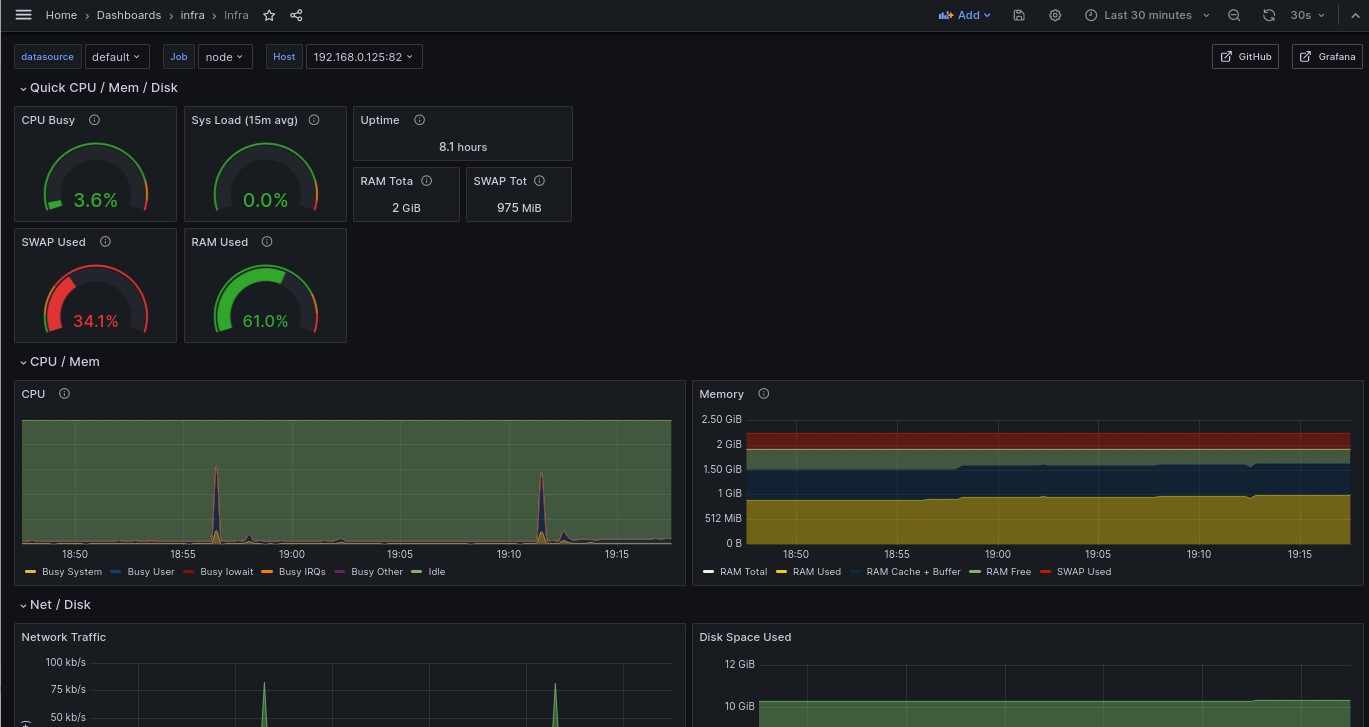 Home › Dashboards › infra › Infra
Add
Last 30 minutes
30s
datasource default Job node Host 192.168.0.125:82
GitHub Grafana
Quick CPU / Mem / Disk
CPU Busy
3.6%
Sys Load (15m avg)
0.0%
Uptime
8.1 hours
RAM Tota
2 GiB
SWAP Tot
975 MiB
SWAP Used
34.1%
RAM Used
61.0%
CPU / Mem
CPU
18:50 18:55 19:00 19:05 19:10 19:15
Busy System Busy User Busy Iowait Busy IRQs Busy Other Idle
Memory
2.50 GiB
2 GiB
1.50 GiB
1 GiB
512 MiB
0 B
18:50 18:55 19:00 19:05 19:10 19:15
RAM Total RAM Used RAM Cache + Buffer RAM Free SWAP Used
Net / Disk
Network Traffic
100 kb/s
75 kb/s
50 kb/s
Disk Space Used
12 GiB
10 GiB